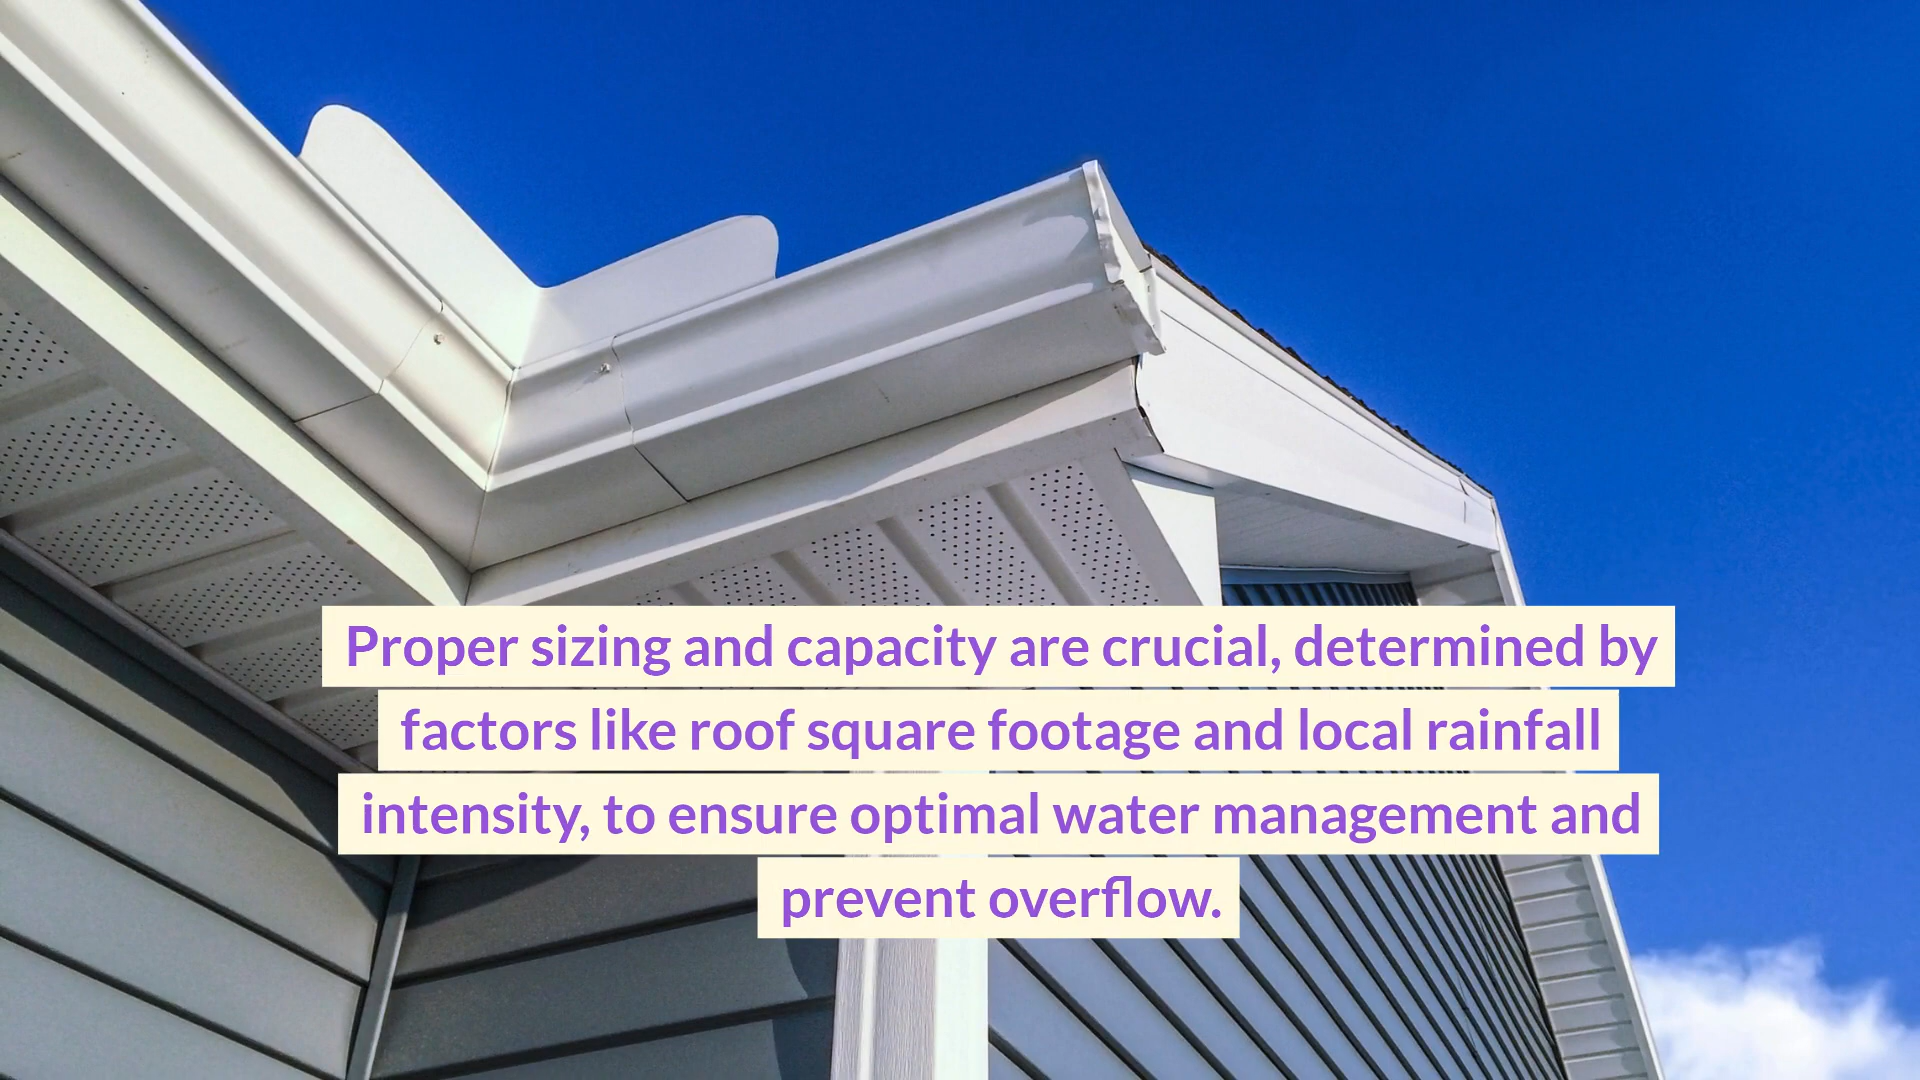 Proper sizing and capacity are crucial, determined by
factors like roof square footage and local rainfall
intensity, to ensure optimal water management and
prevent overflow.